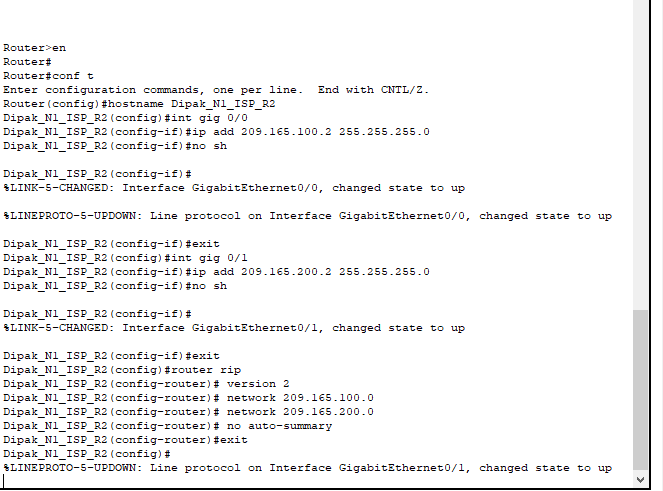 Router>en
Router#
Router#conf t
Enter configuration commands, one per line.  End with CNTL/Z.
Router(config)#hostname Dipak_N1_ISP_R2
Dipak_N1_ISP_R2(config)#int gig 0/0
Dipak_N1_ISP_R2(config-if)#ip add 209.165.100.2 255.255.255.0
Dipak_N1_ISP_R2(config-if)#no sh
Dipak_N1_ISP_R2(config-if)#
%LINK-5-CHANGED: Interface GigabitEthernet0/0, changed state to up
%LINEPROTO-5-UPDOWN: Line protocol on Interface GigabitEthernet0/0, changed state to up
Dipak_N1_ISP_R2(config-if)#exit
Dipak_N1_ISP_R2(config)#int gig 0/1
Dipak_N1_ISP_R2(config-if)#ip add 209.165.200.2 255.255.255.0
Dipak_N1_ISP_R2(config-if)#no sh
Dipak_N1_ISP_R2(config-if)#
%LINK-5-CHANGED: Interface GigabitEthernet0/1, changed state to up
Dipak_N1_ISP_R2(config-if)#exit
Dipak_N1_ISP_R2(config)#router rip
Dipak_N1_ISP_R2(config-router)# version 2
Dipak_N1_ISP_R2(config-router)# network 209.165.100.0
Dipak_N1_ISP_R2(config-router)# network 209.165.200.0
Dipak_N1_ISP_R2(config-router)# no auto-summary
Dipak_N1_ISP_R2(config-router)#exit
Dipak_N1_ISP_R2(config)#
%LINEPROTO-5-UPDOWN: Line protocol on Interface GigabitEthernet0/1, changed state to up